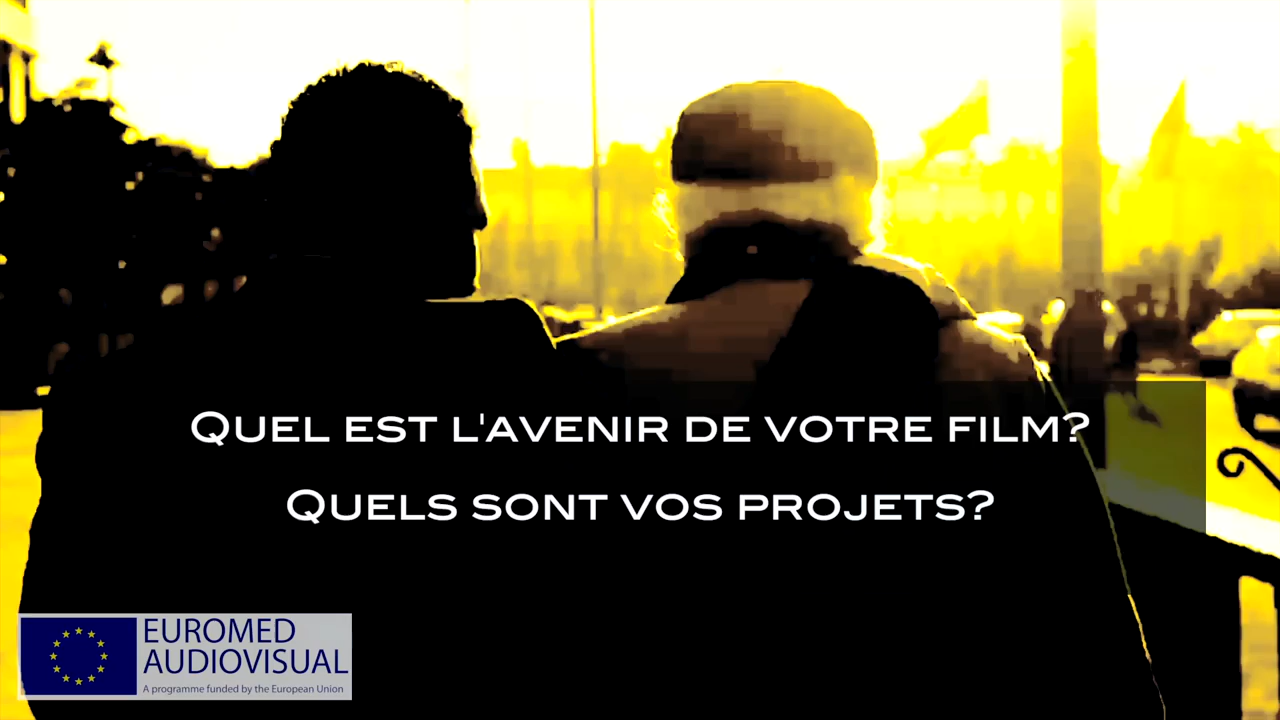 Quel est l'avenir de votre film?
Quels sont vos projets?
EUROMED
AUDIOVISUAL
A programme funded by the European Union